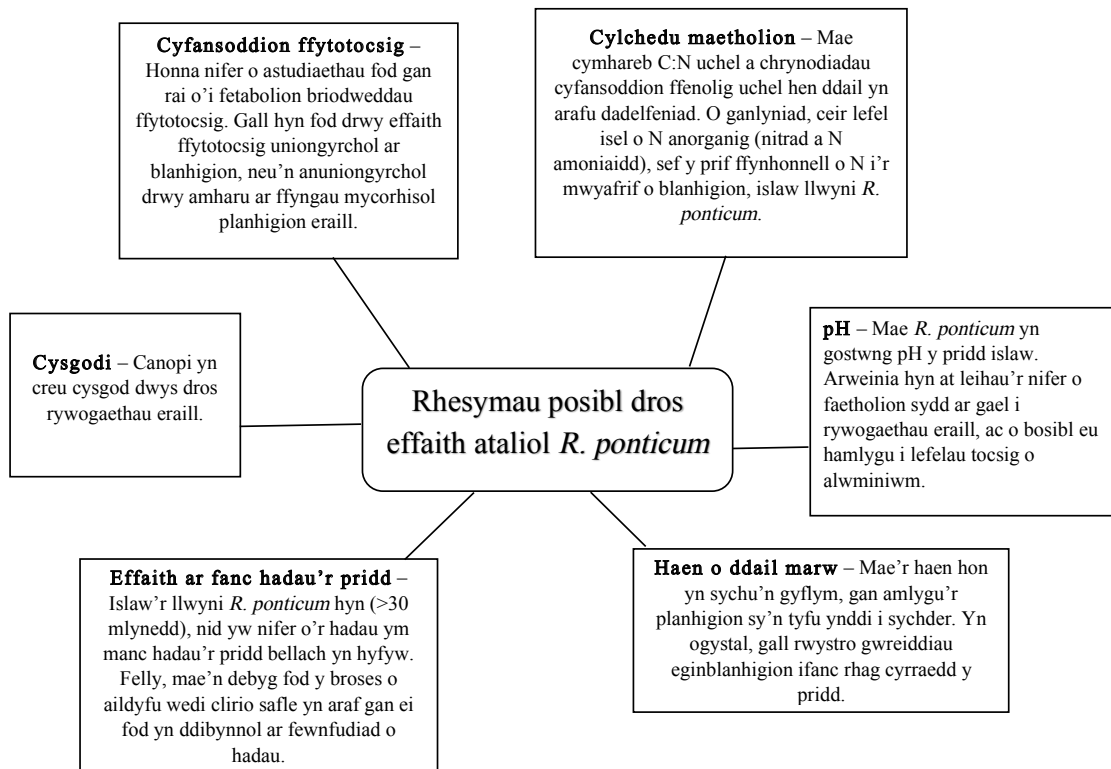 Cyfansoddion ffytotocsig –
Honna nifer o astudiaethau fod gan
rai o'i fetabolion briodweddau
ffytotocsig. Gall hyn fod drwy effaith
ffytotocsig uniongyrchol ar
blanhigion, neu'n anuniongyrchol
drwy amharu ar ffyngau mycorhisol
planhigion eraill.
Cylchedu maetholion – Mae
cymhareb C:N uchel a chrynodiadau
cyfansoddion ffenolig uchel hen ddail yn
arafu dadelfeniad. O ganlyniad, ceir lefel
isel o N anorganig (nitrad a N
amoniaidd), sef y prif ffynhonnell o N i'r
mwyafrif o blanhigion, islaw llwyni R.
ponticum.
Cysgodi – Canopi yn
creu cysgod dwys dros
rywogaethau eraill.
Rhesymau posibl dros
effaith ataliol R. ponticum
pH – Mae R. ponticum yn
gostwng pH y pridd islaw.
Arweinia hyn at leihau'r nifer o
faetholion sydd ar gael i
rywogaethau eraill, ac o bosibl eu
hamlygu i lefelau tocsig o
alwminiwm.
Effaith ar fanc hadau'r pridd –
Islaw'r llwyni R. ponticum hyn (>30
mlynedd), nid yw nifer o'r hadau ym
manc hadau'r pridd bellach yn hyfyw.
Felly, mae'n debyg fod y broses o
aildyfu wedi clirio safle yn araf gan ei
fod yn ddibynnol ar fewnfudiad o
hadau.
Haen o ddail marw – Mae'r haen hon
yn sychu'n gyflym, gan amlygu'r
planhigion sy'n tyfu ynddi i sychder. Yn
ogystal, gall rwystro gwreiddiau
eginblanhigion ifanc rhag cyrraedd y
pridd.